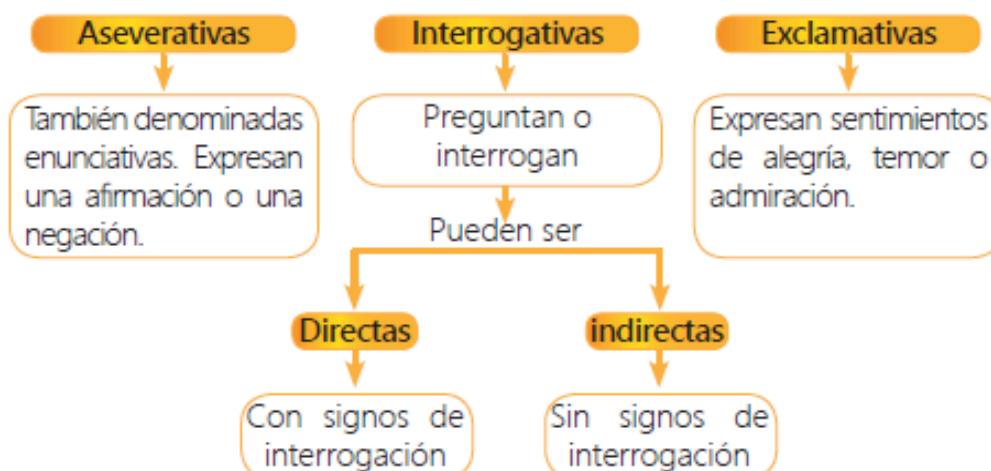 Aseverativas
También denominadas
enunciativas. Expresan
una afirmación o una
negación.
Interrogativas
Preguntan o
interrogan
Pueden ser
Directas
Con signos de
interrogación
indirectas
Sin signos de
interrogación
Exclamativas
Expresan sentimientos
de alegría, temor o
admiración.